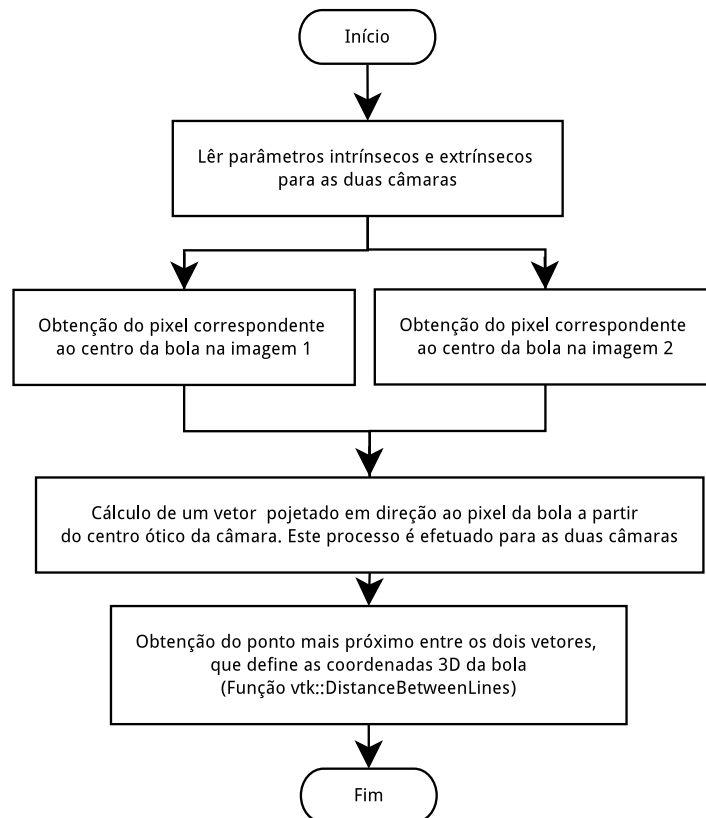 Início
Lêr parâmetros intrínsecos e extrínsecos
para as duas câmaras
Obtenção do pixel correspondente
ao centro da bola na imagem 1
Obtenção do pixel correspondente
ao centro da bola na imagem 2
Cálculo de um vetor  pojetado em direção ao pixel da bola a partir
do centro ótico da câmara. Este processo é efetuado para as duas câmaras
Obtenção do ponto mais próximo entre os dois vetores,
que define as coordenadas 3D da bola
(Função vtk::DistanceBetweenLines)
Fim